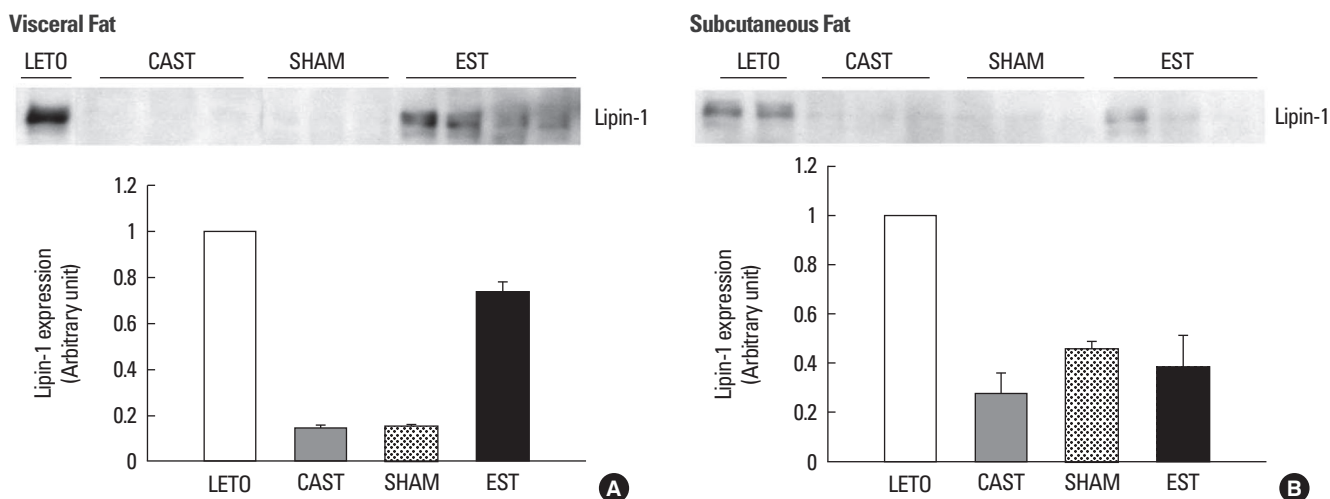 Visceral Fat
LETO CAST SHAM EST
Lipin-1
1.2
1
0.8
0.6
0.4
0.2
0
Lipin-1 expression
(Arbitrary unit)
LETO CAST SHAM EST
A
Subcutaneous Fat
LETO CAST SHAM EST
Lipin-1
1.2
1
0.8
0.6
0.4
0.2
0
Lipin-1 expression
(Arbitrary unit)
LETO CAST SHAM EST
B